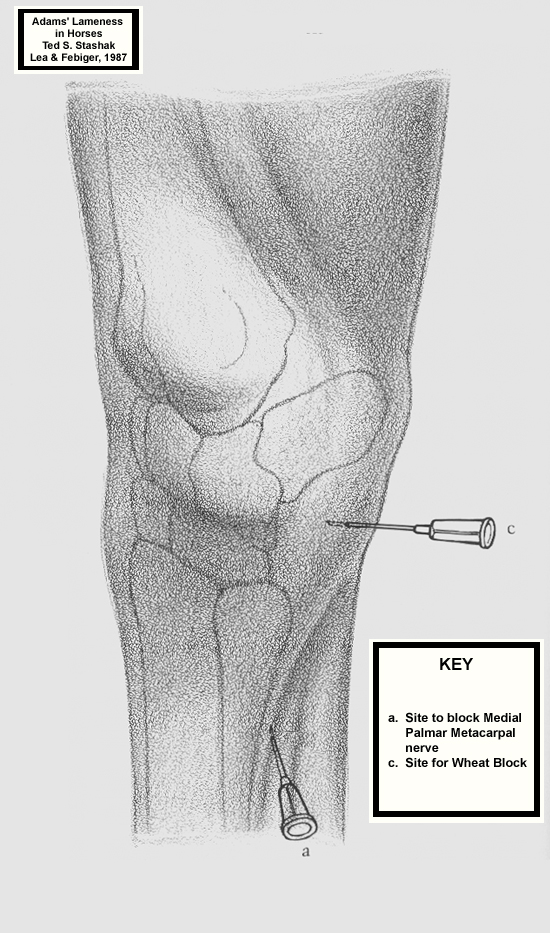 Adams' Lameness
in Horses
Ted S. Stashak
Lea & Febiger, 1987
c
KEY
a. Site to block Medial
Palmar Metacarpal
nerve
c. Site for Wheat Block
a